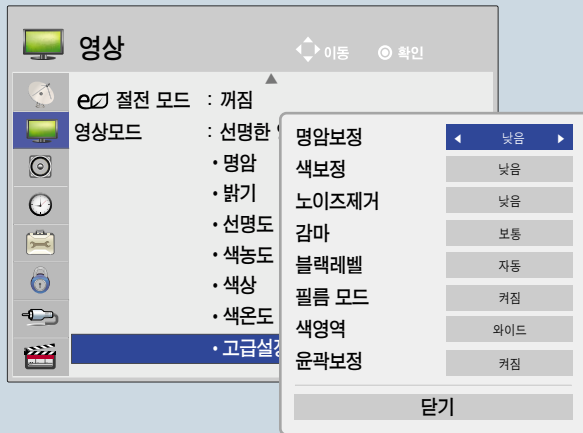 영상
이동 확인
절전 모드 : 꺼짐
영상모드 : 선명한
• 명암
• 밝기
• 선명도
• 색농도
• 색상
• 색온도
• 고급설정
명암보정 낮음
색보정 낮음
노이즈제거 낮음
감마 보통
블랙레벨 자동
필름 모드 켜짐
색영역 와이드
윤곽보정 켜짐
닫기